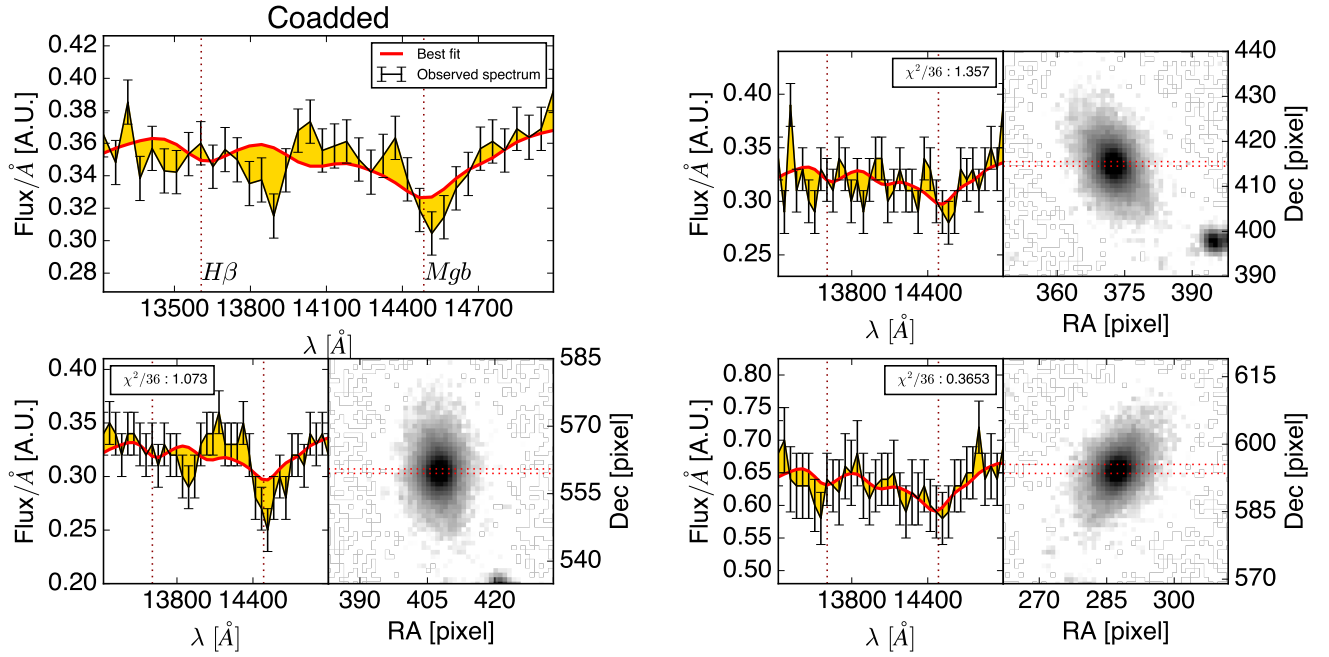 Coadded
Best fit
Observed spectrum
0.42
0.40
0.38
0.36
0.34
0.32
0.30
0.28
Flux/Å [A.U.]
Hβ
Mgb
13500 13800 14100 14400 14700
λ [Å]
χ²/36 : 1.357
0.40
0.35
0.30
0.25
Flux/Å [A.U.]
13800 14400
λ [Å]
440
430
420
410
400
390
Dec [pixel]
360 375 390
RA [pixel]
χ²/36 : 1.073
0.40
0.35
0.30
0.25
0.20
Flux/Å [A.U.]
13800 14400
λ [Å]
585
570
555
540
Dec [pixel]
390 405 420
RA [pixel]
χ²/36 : 0.3653
0.80
0.75
0.70
0.65
0.60
0.55
0.50
Flux/Å [A.U.]
13800 14400
λ [Å]
615
600
585
570
Dec [pixel]
270 285 300
RA [pixel]